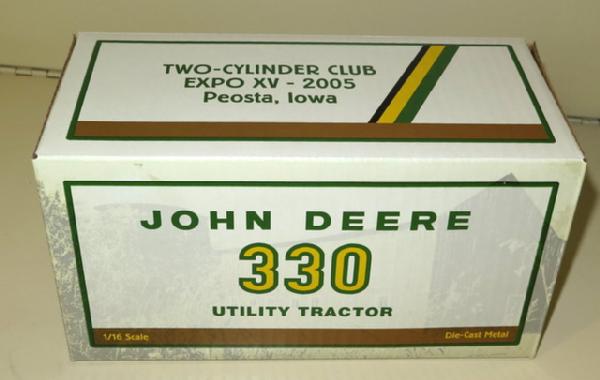 TWO-CYLINDER CLUB
EXPO XV - 2005
Peosta, Iowa
JOHN DEERE
330
UTILITY TRACTOR
1/16 Scale Die-Cast Metal